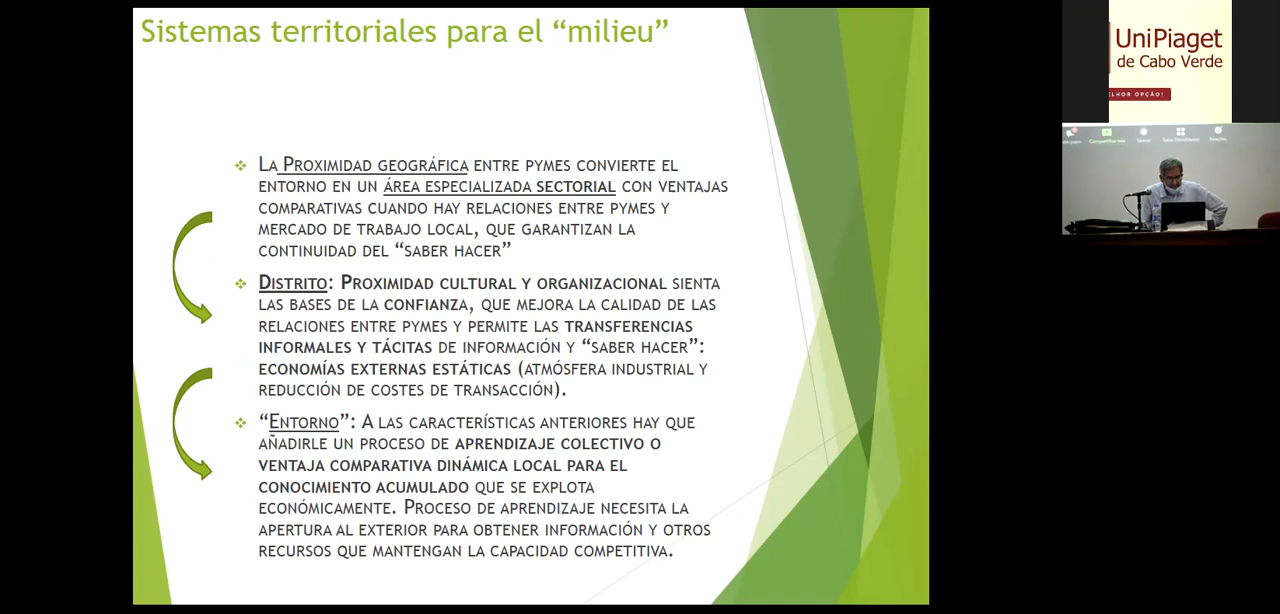 Sistemas territoriales para el “milieu”
La Proximidad geográfica entre pymes convierte el
entorno en un área especializada sectorial con ventajas
comparativas cuando hay relaciones entre pymes y
mercado de trabajo local, que garantizan la
continuidad del “saber hacer”
Distrito: Proximidad cultural y organizacional sienta
las bases de la confianza, que mejora la calidad de las
relaciones entre pymes y permite las transferencias
informales y tácitas de información y “saber hacer”:
economías externas estáticas (atmósfera industrial y
reducción de costes de transacción).
“Entorno”: A las características anteriores hay que
añadirle un proceso de aprendizaje colectivo o
ventaja comparativa dinámica local para el
conocimiento acumulado que se explota
económicamente. Proceso de aprendizaje necesita la
apertura al exterior para obtener información y otros
recursos que mantengan la capacidad competitiva.
UniPiaget
de Cabo Verde
ELHOR OPÇÃO!